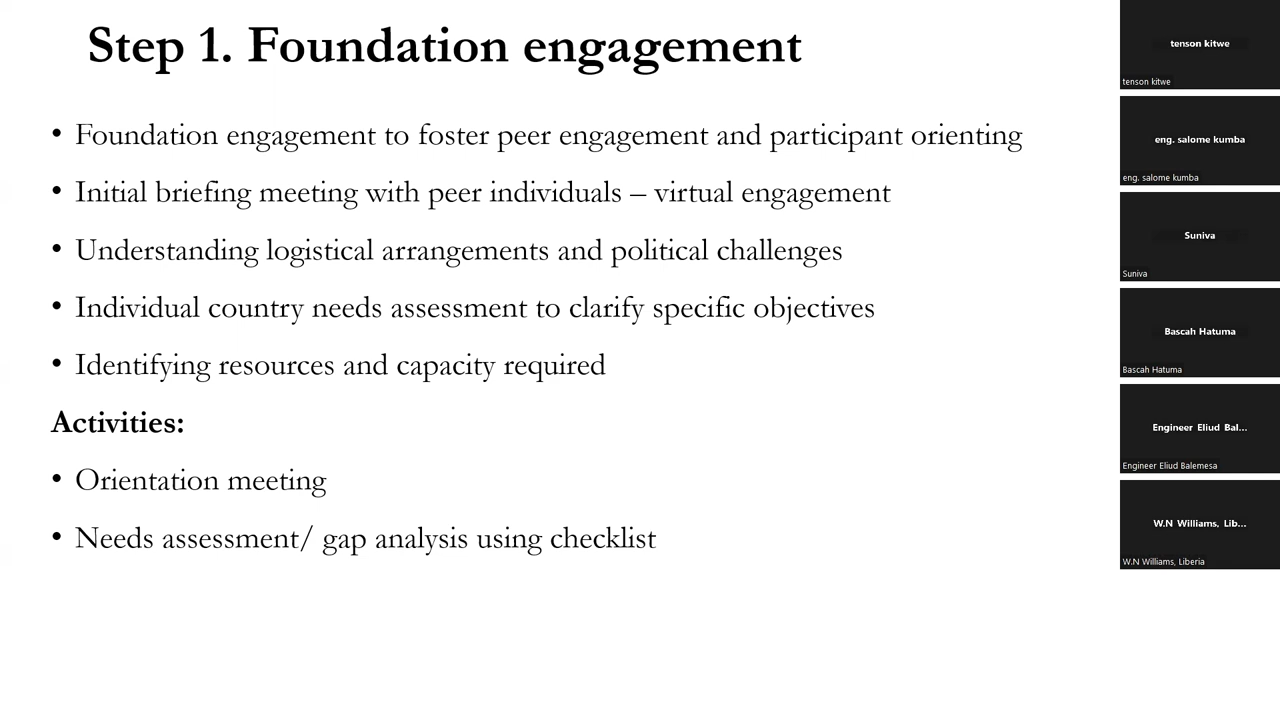 Step 1. Foundation engagement
• Foundation engagement to foster peer engagement and participant orienting
• Initial briefing meeting with peer individuals – virtual engagement
• Understanding logistical arrangements and political challenges
• Individual country needs assessment to clarify specific objectives
• Identifying resources and capacity required
Activities:
• Orientation meeting
• Needs assessment/ gap analysis using checklist
tenson kitwe
tenson kitwe
eng. salome kumba
eng. salome kumba
Suniva
Suniva
Bascah Hatuma
Bascah Hatuma
Engineer Eliud Bal...
Engineer Eliud Balemesa
W.N Williams, Lib...
W.N Williams, Liberia